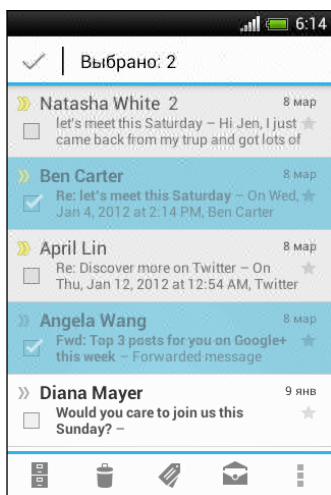 6:14
Выбрано: 2
Natasha White 2 8 мар
let's meet this Saturday – Hi Jen, I just
came back from my trup and got lots of
Ben Carter 8 мар
Re: let's meet this Saturday – On Wed,
Jan 4, 2012 at 2:14 PM, Ben Carter
April Lin 8 мар
Re: Discover more on Twitter – On
Thu, Jan 12, 2012 at 12:54 AM, Twitter
Angela Wang 8 мар
Fwd: Top 3 posts for you on Google+
this week – Forwarded message
Diana Mayer 9 янв
Would you care to join us this
Sunday? –